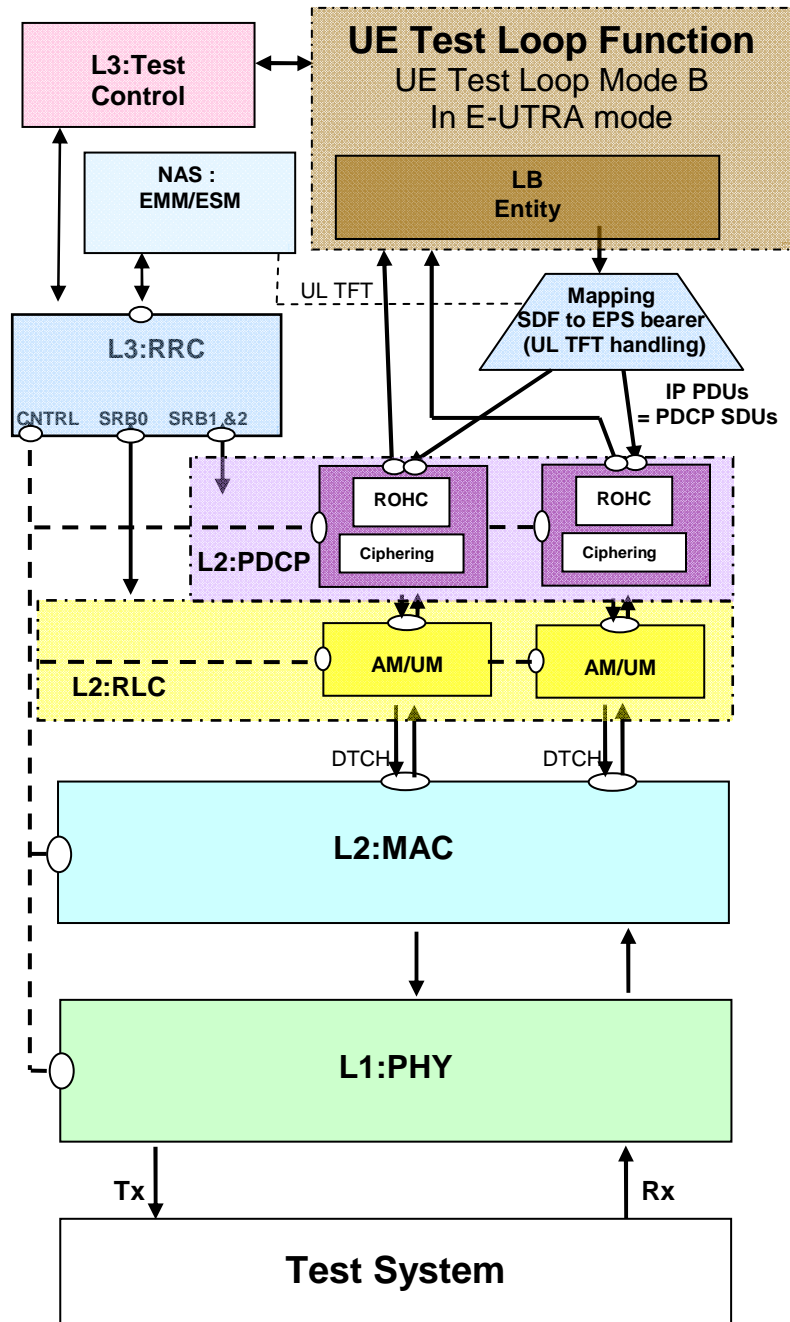 L3:Test
Control
UE Test Loop Function
UE Test Loop Mode B
In E-UTRA mode
NAS :
EMM/ESM
LB
Entity
UL TFT
Mapping
SDF to EPS bearer
(UL TFT handling)
L3:RRC
CNTRL
SRB0
SRB1 &2
IP PDUs
= PDCP SDUs
ROHC
Ciphering
ROHC
Ciphering
L2:PDCP
AM/UM
AM/UM
L2:RLC
DTCH
DTCH
L2:MAC
L1:PHY
Tx
Rx
Test System